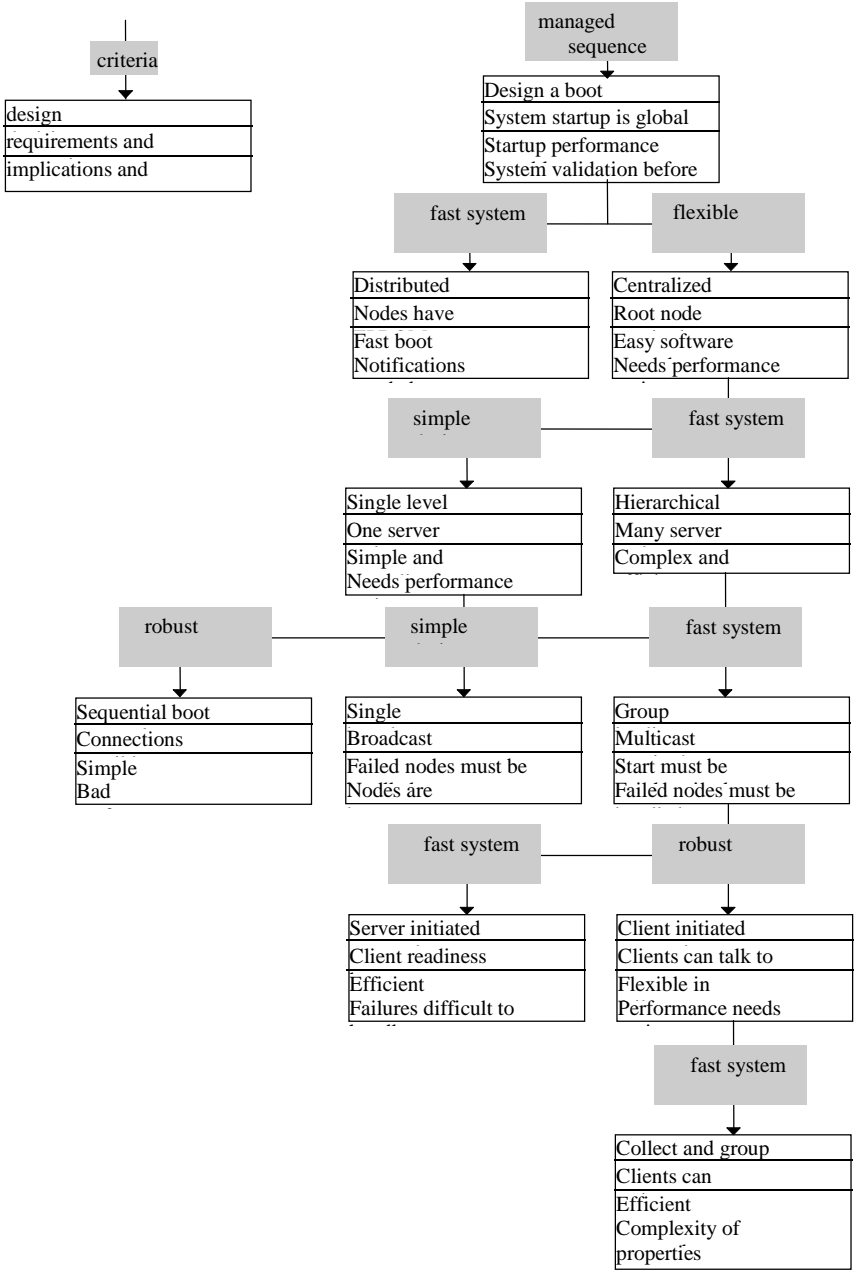 criteria
design
requirements and
implications and
managed
sequence
Design a boot
System startup is global
Startup performance
System validation before
fast system
flexible
Distributed
Nodes have
Fast boot
Notifications
Centralized
Root node
Easy software
Needs performance
simple
fast system
Single level
One server
Simple and
Needs performance
Hierarchical
Many server
Complex and
robust
simple
fast system
Sequential boot
Connections
Simple
Bad
Single
Broadcast
Failed nodes must be
Nodes are
Group
Multicast
Start must be
Failed nodes must be
fast system
robust
Server initiated
Client readiness
Efficient
Failures difficult to
Client initiated
Clients can talk to
Flexible in
Performance needs
fast system
Collect and group
Clients can
Efficient
Complexity of
properties